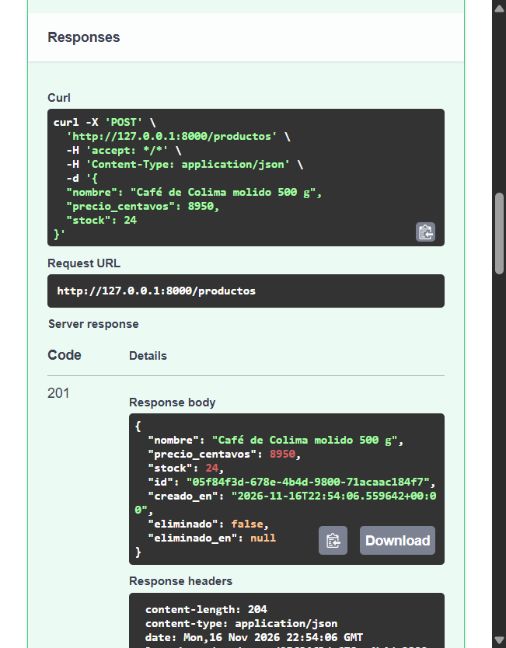 Responses
Curl
curl -X 'POST' \
  'http://127.0.0.1:8000/productos' \
  -H 'accept: */*' \
  -H 'Content-Type: application/json' \
  -d '{
  "nombre": "Café de Colima molido 500 g",
  "precio_centavos": 8950,
  "stock": 24
}'
Request URL
http://127.0.0.1:8000/productos
Server response
Code Details
201
Response body
{
  "nombre": "Café de Colima molido 500 g",
  "precio_centavos": 8950,
  "stock": 24,
  "id": "05f84f3d-678e-4b4d-9800-71acaac184f7",
  "creado_en": "2026-11-16T22:54:06.559642+00:0
0",
  "eliminado": false,
  "eliminado_en": null
}
Download
Response headers
content-length: 204
content-type: application/json
date: Mon,16 Nov 2026 22:54:06 GMT